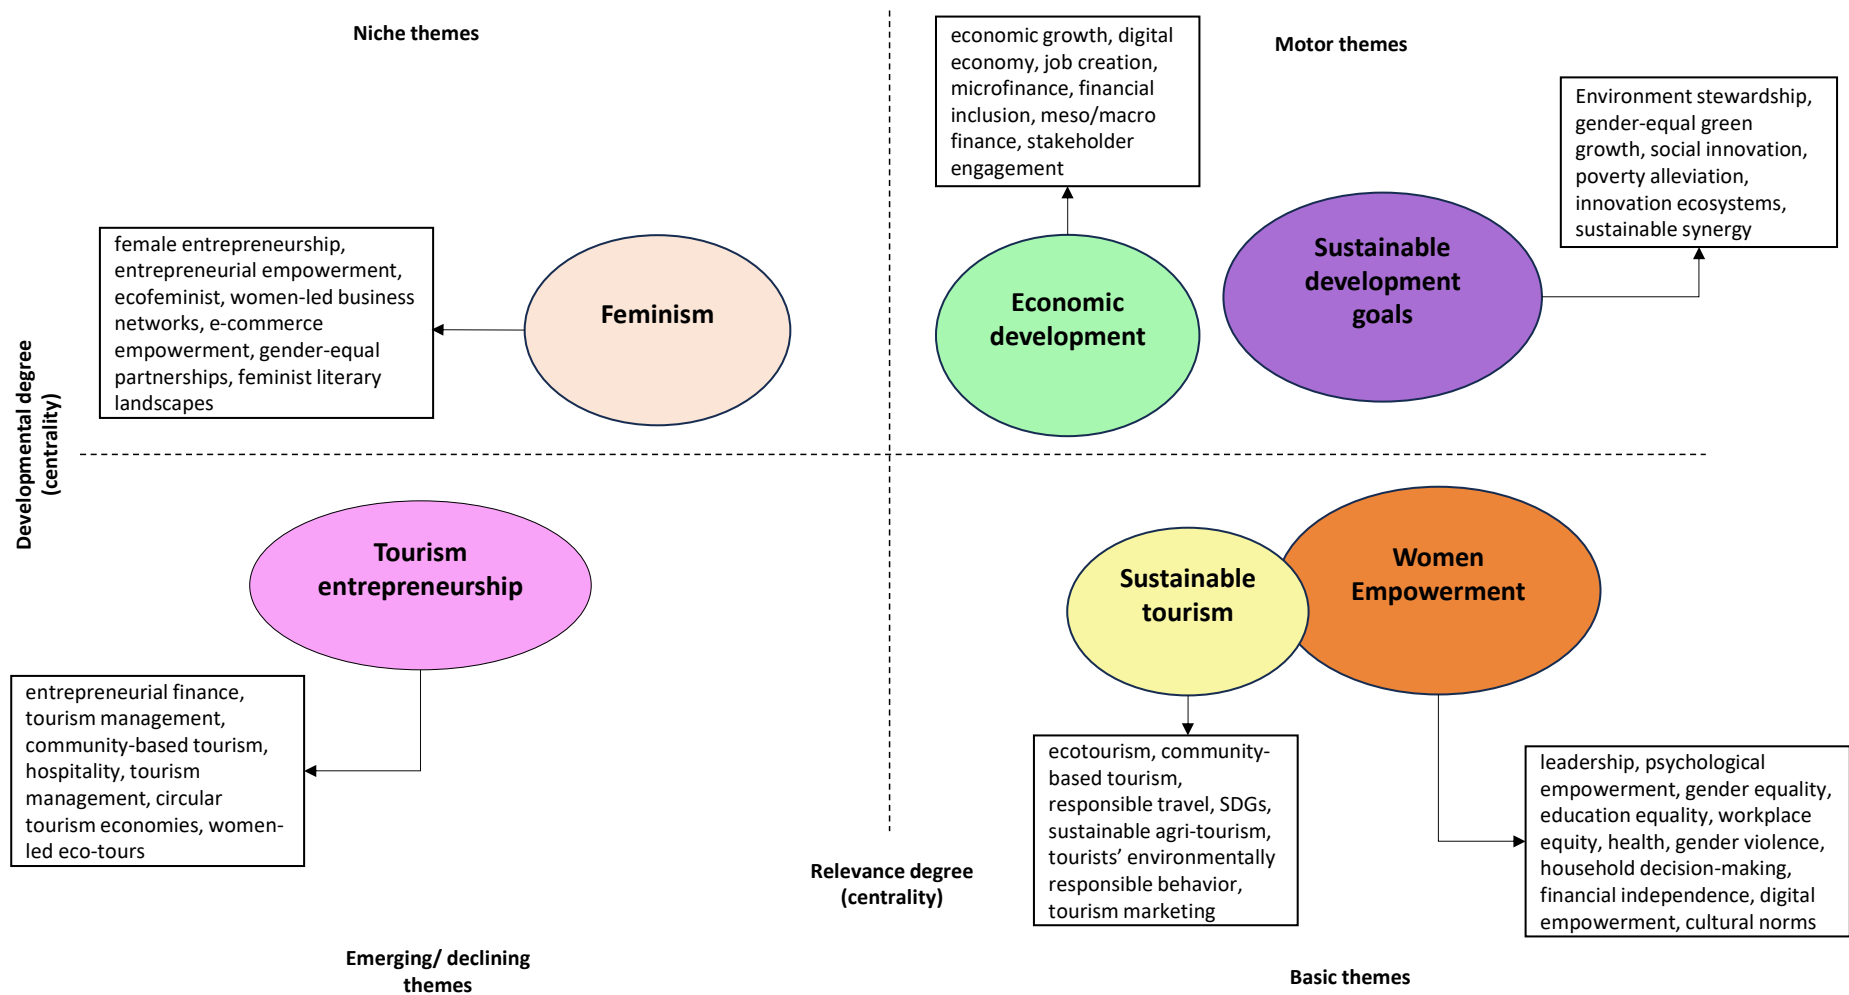 Niche themes
Motor themes
economic growth, digital
economy, job creation,
microfinance, financial
inclusion, meso/macro
finance, stakeholder
engagement
Environment stewardship,
gender-equal green
growth, social innovation,
poverty alleviation,
innovation ecosystems,
sustainable synergy
female entrepreneurship,
entrepreneurial empowerment,
ecofeminist, women-led business
networks, e-commerce
empowerment, gender-equal
partnerships, feminist literary
landscapes
Feminism
Economic
development
Sustainable
development
goals
Developmental degree
(centrality)
Tourism
entrepreneurship
Sustainable
tourism
Women
Empowerment
entrepreneurial finance,
tourism management,
community-based tourism,
hospitality, tourism
management, circular
tourism economies, women-
led eco-tours
ecotourism, community-
based tourism,
responsible travel, SDGs,
sustainable agri-tourism,
tourists’ environmentally
responsible behavior,
tourism marketing
leadership, psychological
empowerment, gender equality,
education equality, workplace
equity, health, gender violence,
household decision-making,
financial independence, digital
empowerment, cultural norms
Relevance degree
(centrality)
Emerging/ declining
themes
Basic themes